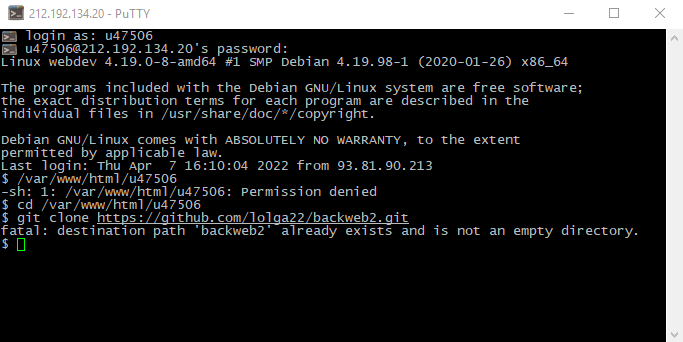 212.192.134.20 - PuTTY
login as: u47506
u47506@212.192.134.20's password:
Linux webdev 4.19.0-8-amd64 #1 SMP Debian 4.19.98-1 (2020-01-26) x86_64
The programs included with the Debian GNU/Linux system are free software;
the exact distribution terms for each program are described in the
individual files in /usr/share/doc/*/copyright.
Debian GNU/Linux comes with ABSOLUTELY NO WARRANTY, to the extent
permitted by applicable law.
Last login: Thu Apr  7 16:10:04 2022 from 93.81.90.213
$ /var/www/html/u47506
-sh: 1: /var/www/html/u47506: Permission denied
$ cd /var/www/html/u47506
$ git clone https://github.com/lolga22/backweb2.git
fatal: destination path 'backweb2' already exists and is not an empty directory.
$